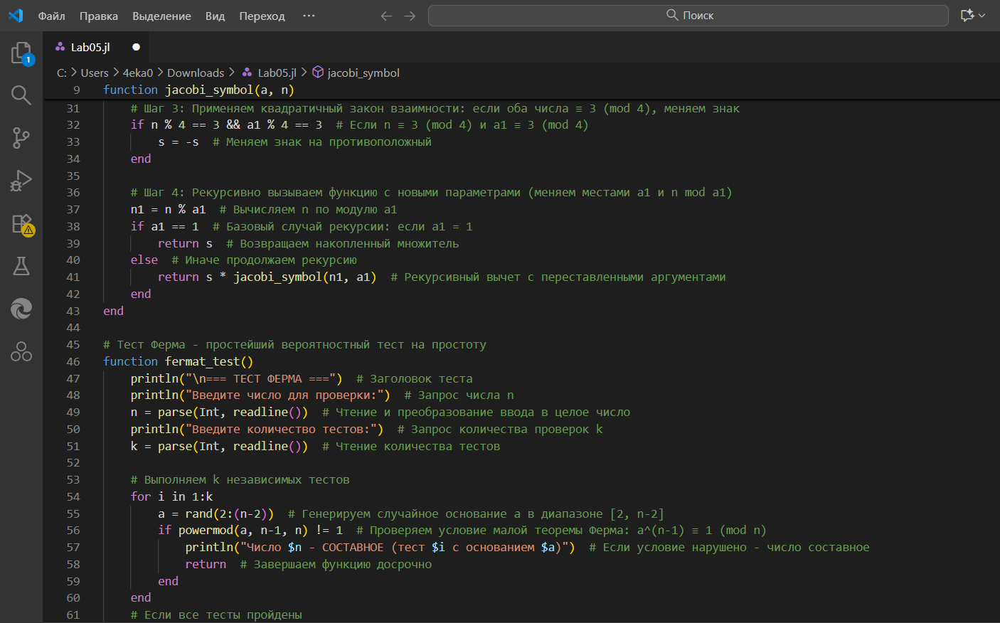 Файл Правка Выделение Вид Переход ··· Поиск
Lab05.jl
1
C: > Users > 4eka0 > Downloads > Lab05.jl > jacobi_symbol
9 function jacobi_symbol(a, n)
31 # Шаг 3: Применяем квадратичный закон взаимности: если оба числа ≡ 3 (mod 4), меняем знак
32 if n % 4 == 3 && a1 % 4 == 3 # Если n ≡ 3 (mod 4) и a1 ≡ 3 (mod 4)
33 s = -s # Меняем знак на противоположный
34 end
35
36 # Шаг 4: Рекурсивно вызываем функцию с новыми параметрами (меняем местами a1 и n mod a1)
37 n1 = n % a1 # Вычисляем n по модулю a1
38 if a1 == 1 # Базовый случай рекурсии: если a1 = 1
39 return s # Возвращаем накопленный множитель
40 else # Иначе продолжаем рекурсию
41 return s * jacobi_symbol(n1, a1) # Рекурсивный вычет с переставленными аргументами
42 end
43 end
44
45 # Тест Ферма - простейший вероятностный тест на простоту
46 function fermat_test()
47 println("\n=== ТЕСТ ФЕРМА ===") # Заголовок теста
48 println("Введите число для проверки:") # Запрос числа n
49 n = parse(Int, readline()) # Чтение и преобразование ввода в целое число
50 println("Введите количество тестов:") # Запрос количества проверок k
51 k = parse(Int, readline()) # Чтение количества тестов
52
53 # Выполняем k независимых тестов
54 for i in 1:k
55 a = rand(2:(n-2)) # Генерируем случайное основание a в диапазоне [2, n-2]
56 if powermod(a, n-1, n) != 1 # Проверяем условие малой теоремы Ферма: a^(n-1) ≡ 1 (mod n)
57 println("Число $n - СОСТАВНОЕ (тест $i с основанием $a)") # Если условие нарушено - число составное
58 return # Завершаем функцию досрочно
59 end
60 end
61 # Если все тесты пройдены